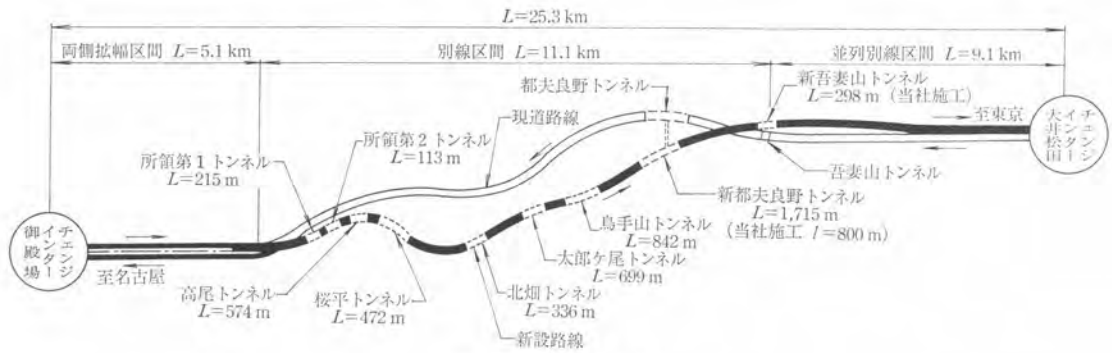 L=25.3 km
両側拡幅区間 L=5.1 km
別線区間 L=11.1 km
並列別線区間 L=9.1 km
都夫良野トンネル
新吾妻山トンネル
L=298 m (当社施工)
至東京
大井松田
インターチェンジ
現道路線
所領第2トンネル
L=113 m
所領第1トンネル
L=215 m
吾妻山トンネル
新都夫良野トンネル
L=1,715 m
(当社施工 l=800 m)
鳥手山トンネル
L=842 m
太郎ケ尾トンネル
L=699 m
御殿場
インターチェンジ
至名古屋
高尾トンネル
L=574 m
桜平トンネル
L=472 m
北畑トンネル
L=336 m
新設路線